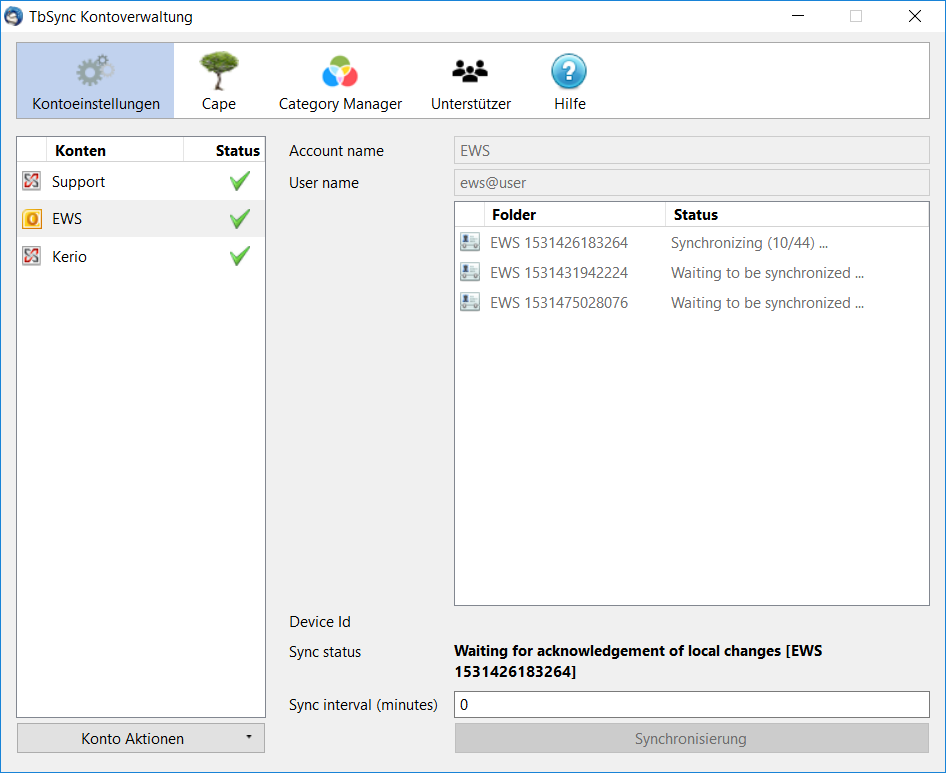 TbSync Kontoverwaltung
Kontoeinstellungen
Cape
Category Manager
Unterstützer
Hilfe
Konten Status
Support
EWS
Kerio
Konto Aktionen
Account name EWS
User name ews@user
Folder Status
EWS 1531426183264 Synchronizing (10/44) ...
EWS 1531431942224 Waiting to be synchronized ...
EWS 1531475028076 Waiting to be synchronized ...
Device Id
Sync status Waiting for acknowledgement of local changes [EWS
1531426183264]
Sync interval (minutes) 0
Synchronisierung